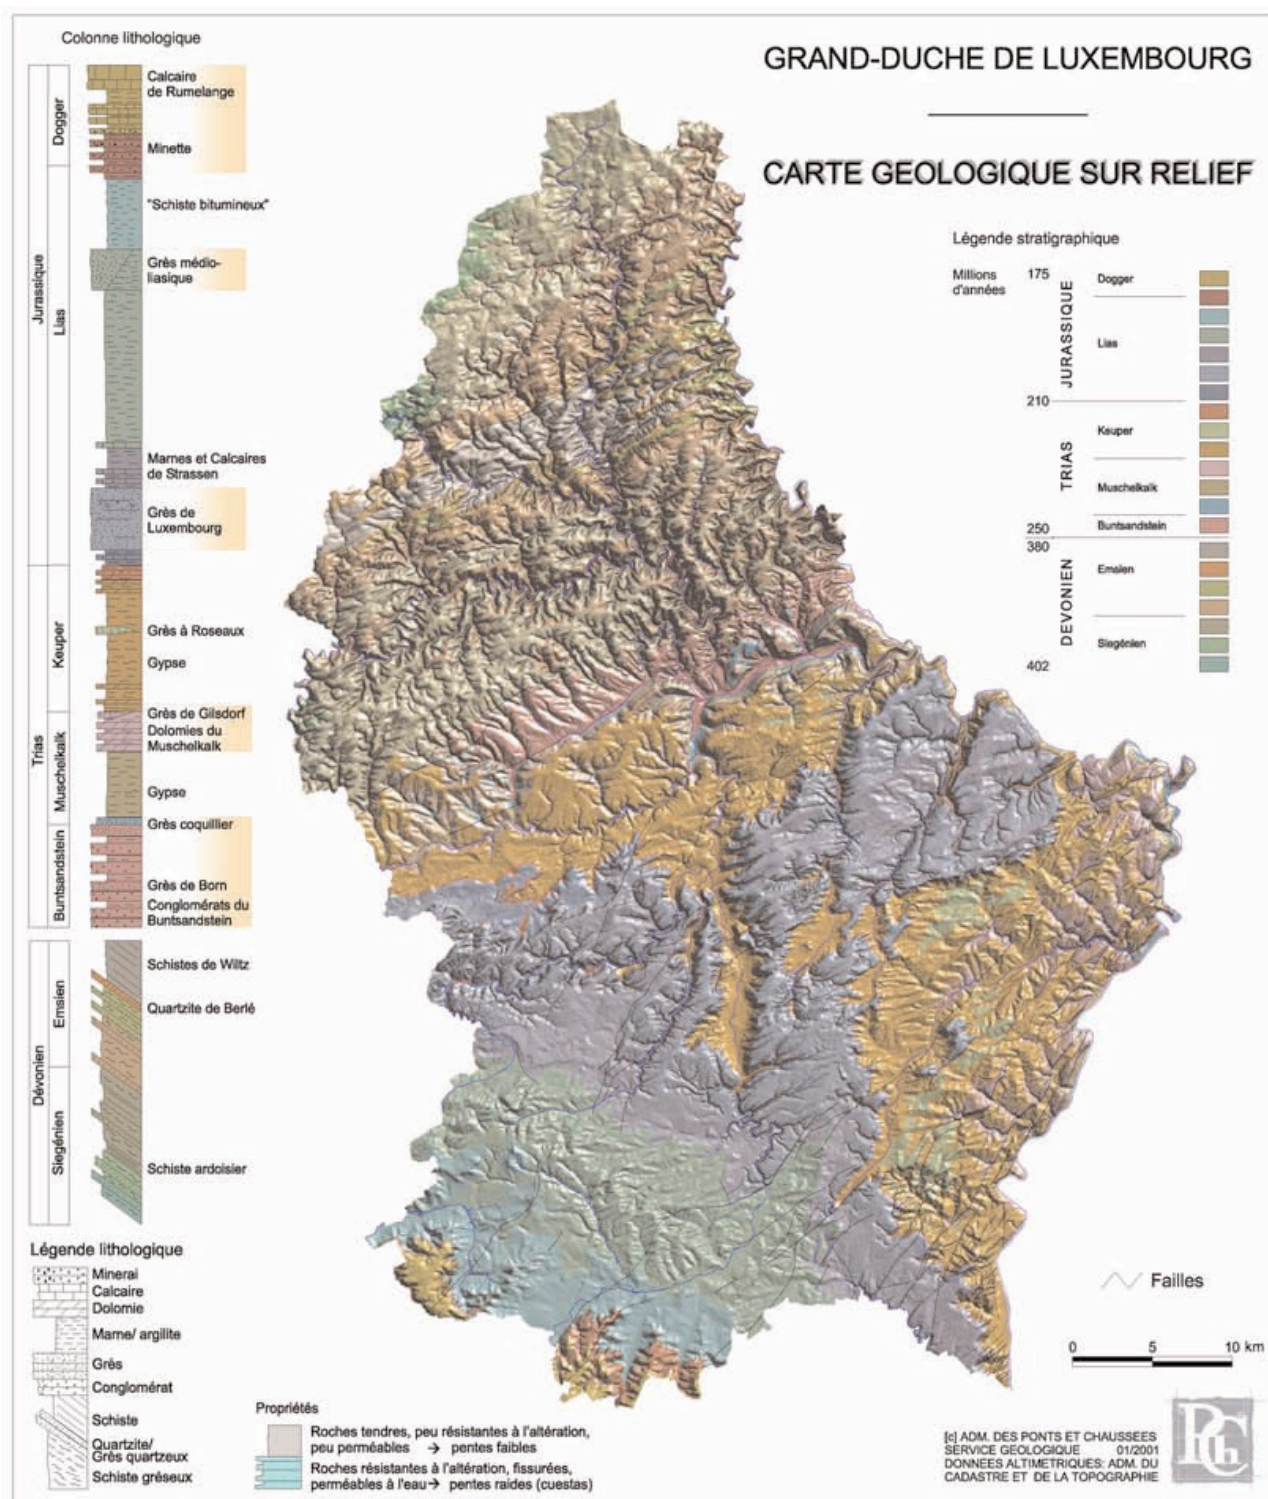 Colonne lithologique
Jurassique
Dogger
Lias
Calcaire
de Rumelange
Minette
"Schiste bitumineux"
Grès médio-
liasique
Marnes et Calcaires
de Strassen
Grès de
Luxembourg
Trias
Keuper
Muschelkalk
Buntsandstein
Grès à Roseaux
Gypse
Grès de Gilsdorf
Dolomies du
Muschelkalk
Gypse
Grès coquillier
Grès de Born
Conglomérats du
Buntsandstein
Dévonien
Emsien
Siegénien
Schistes de Wiltz
Quartzite de Berlé
Schiste ardoisier
Légende lithologique
Minerai
Calcaire
Dolomie
Marne/ argilite
Grès
Conglomérat
Schiste
Quartzite/
Grès quartzeux
Schiste gréseux
GRAND-DUCHE DE LUXEMBOURG
CARTE GEOLOGIQUE SUR RELIEF
Légende stratigraphique
Millions
d'années
175
JURASSIQUE
Dogger
Lias
210
TRIAS
Keuper
Muschelkalk
Buntsandstein
250
380
DEVONIEN
Emsien
Siegénien
402
Failles
0 5 10 km
Propriétés
Roches tendres, peu résistantes à l'altération,
peu perméables → pentes faibles
Roches résistantes à l'altération, fissurées,
perméables à l'eau→ pentes raides (cuestas)
[c] ADM. DES PONTS ET CHAUSSEES
SERVICE GEOLOGIQUE 01/2001
DONNEES ALTIMETRIQUES: ADM. DU
CADASTRE ET DE LA TOPOGRAPHIE
PCh